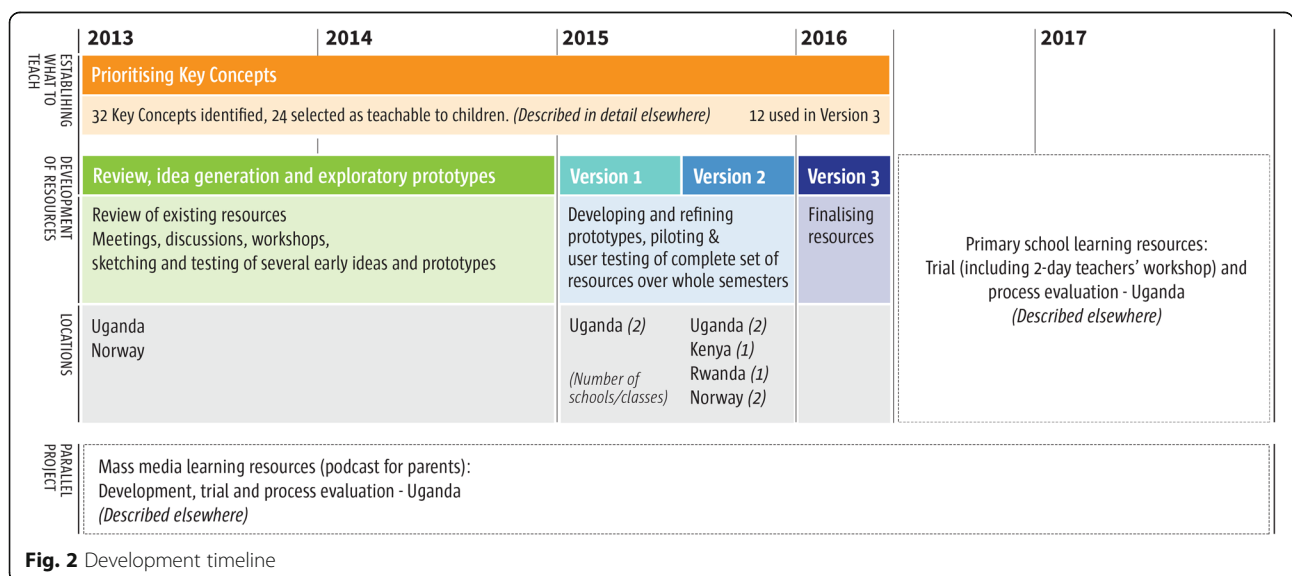 2013
2014
2015
2016
2017
ESTABLIHING
WHAT TO
TEACH
Prioritising Key Concepts
32 Key Concepts identified, 24 selected as teachable to children. (Described in detail elsewhere)
12 used in Version 3
DEVELOPMENT
OF RESOURCES
Review, idea generation and exploratory prototypes
Version 1
Version 2
Version 3
Review of existing resources
Meetings, discussions, workshops,
sketching and testing of several early ideas and prototypes
Developing and refining
prototypes, piloting &
user testing of complete set of
resources over whole semesters
Finalising
resources
Primary school learning resources:
Trial (including 2-day teachers’ workshop) and
process evaluation - Uganda
(Described elsewhere)
LOCATIONS
Uganda
Norway
Uganda (2)
(Number of
schools/classes)
Uganda (2)
Kenya (1)
Rwanda (1)
Norway (2)
PARALLEL
PROJECT
Mass media learning resources (podcast for parents):
Development, trial and process evaluation - Uganda
(Described elsewhere)
Fig. 2 Development timeline